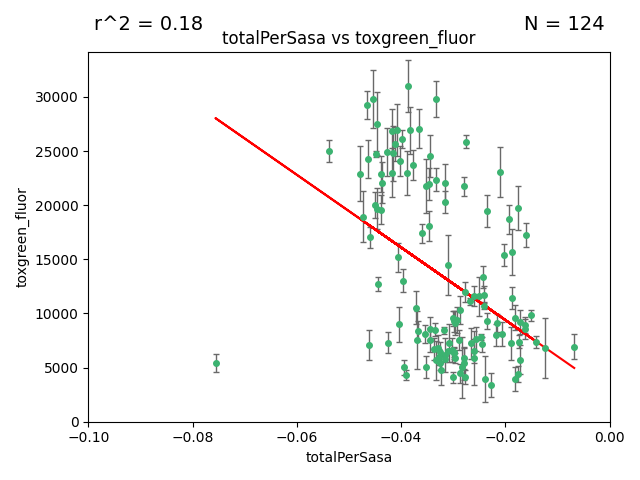 r^2 = 0.18
N = 124
totalPerSasa vs toxgreen_fluor
30000
25000
20000
15000
10000
5000
0
toxgreen_fluor
−0.10
−0.08
−0.06
−0.04
−0.02
0.00
totalPerSasa